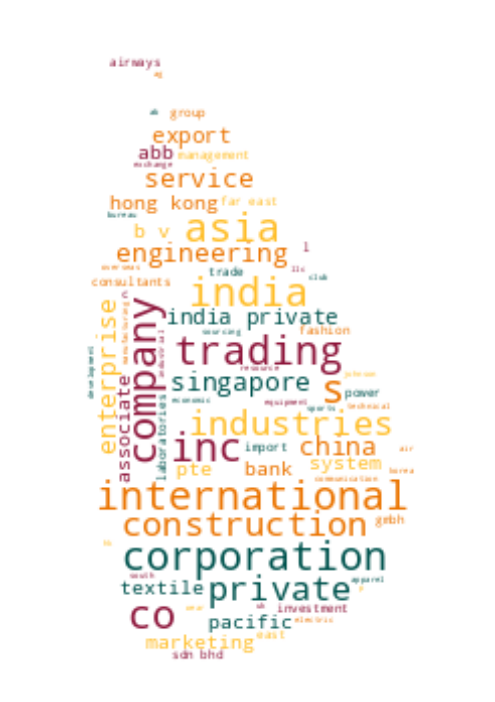 airways
ag
ab group
export
abb management
exchange
service
hong kong far east
bureau
b v asia
engineering l
overseas llc
trade club
consultants
india
enterprise
company
india private
sourcing fashion
trading
resource
singapore
johnson
s power
associate
laboratories
economic
equipment
sports technical
industries
inc import china air
pte bank system korea
communication
international
construction gmbh
corporation
south apparel
textile private
co
uk investment
pacific electric
marketing east
sdn bhd